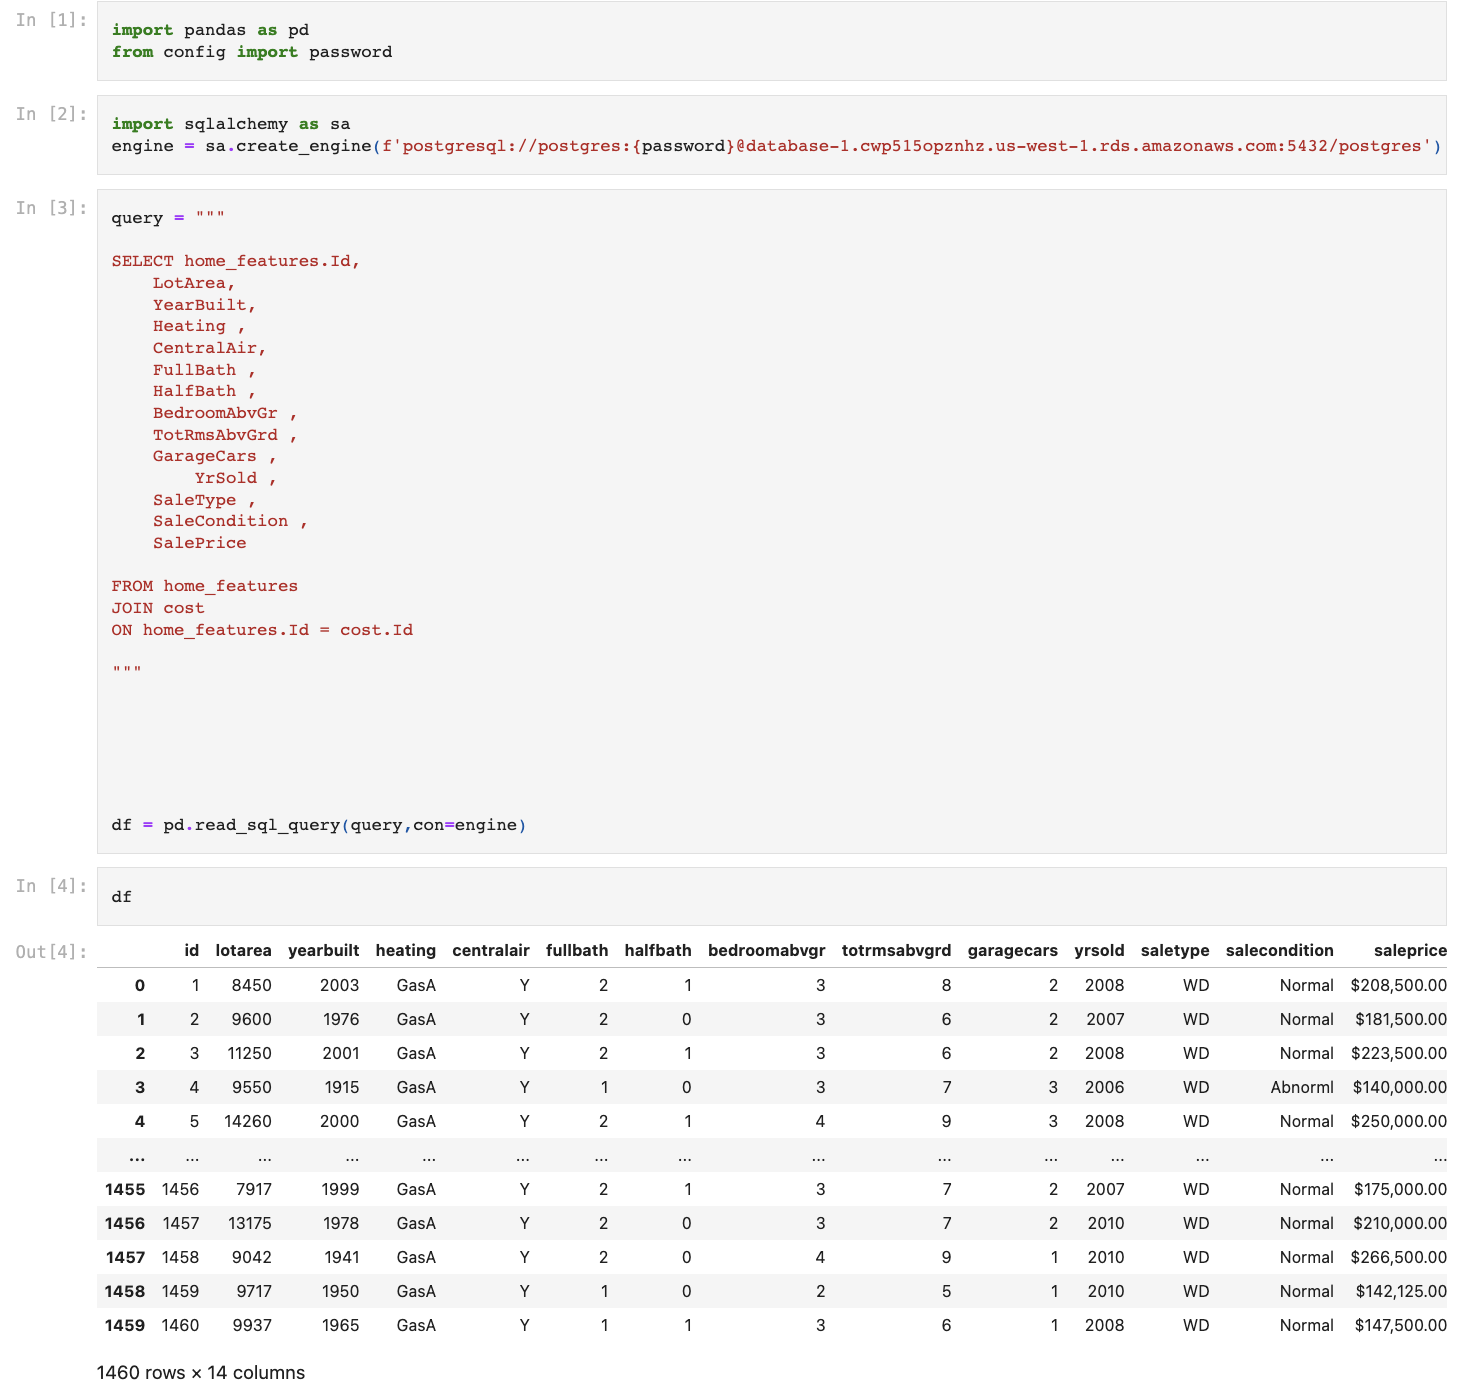 In [1]:
import pandas as pd
from config import password
In [2]:
import sqlalchemy as sa
engine = sa.create_engine(f'postgresql://postgres:{password}@database-1.cwp515opznhz.us-west-1.rds.amazonaws.com:5432/postgres')
In [3]:
query = """
SELECT home_features.Id,
    LotArea,
    YearBuilt,
    Heating ,
    CentralAir,
    FullBath ,
    HalfBath ,
    BedroomAbvGr ,
    TotRmsAbvGrd ,
    GarageCars ,
        YrSold ,
    SaleType ,
    SaleCondition ,
    SalePrice
FROM home_features
JOIN cost
ON home_features.Id = cost.Id
"""
df = pd.read_sql_query(query,con=engine)
In [4]:
df
Out[4]:
id lotarea yearbuilt heating centralair fullbath halfbath bedroomabvgr totrmsabvgrd garagecars yrsold saletype salecondition saleprice
0 1 8450 2003 GasA Y 2 1 3 8 2 2008 WD Normal $208,500.00
1 2 9600 1976 GasA Y 2 0 3 6 2 2007 WD Normal $181,500.00
2 3 11250 2001 GasA Y 2 1 3 6 2 2008 WD Normal $223,500.00
3 4 9550 1915 GasA Y 1 0 3 7 3 2006 WD Abnorml $140,000.00
4 5 14260 2000 GasA Y 2 1 4 9 3 2008 WD Normal $250,000.00
... ... ... ... ... ... ... ... ... ... ... ... ... ... ...
1455 1456 7917 1999 GasA Y 2 1 3 7 2 2007 WD Normal $175,000.00
1456 1457 13175 1978 GasA Y 2 0 3 7 2 2010 WD Normal $210,000.00
1457 1458 9042 1941 GasA Y 2 0 4 9 1 2010 WD Normal $266,500.00
1458 1459 9717 1950 GasA Y 1 0 2 5 1 2010 WD Normal $142,125.00
1459 1460 9937 1965 GasA Y 1 1 3 6 1 2008 WD Normal $147,500.00
1460 rows × 14 columns